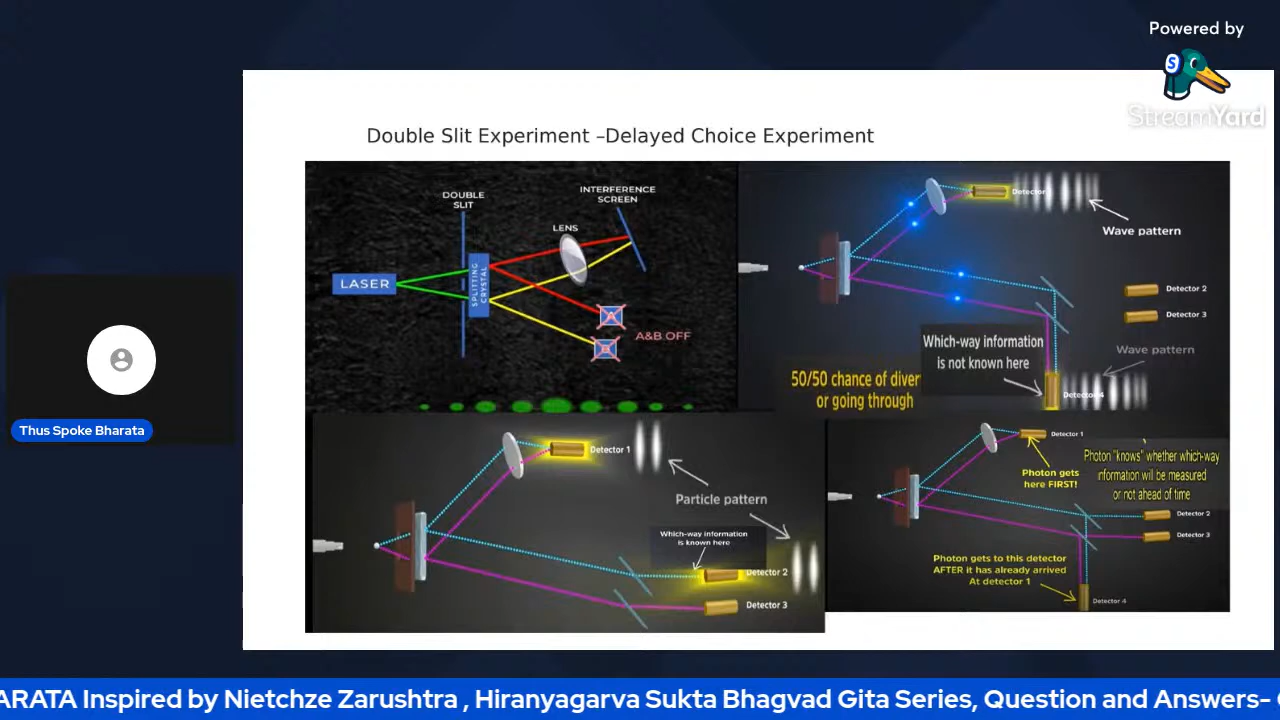 Powered by
StreamYard
Double Slit Experiment –Delayed Choice Experiment
DOUBLE
SLIT
INTERFERENCE
SCREEN
LENS
LASER
SPLITTING
CRYSTAL
A
B
A&B OFF
Detector
Wave pattern
Detector 2
Detector 3
Which-way information
is not known here
Wave pattern
Detector 4
50/50 chance of diver
or going through
Detector 1
Particle pattern
Which-way information
is known here
Detector 2
Detector 3
Detector 1
Photon gets
here FIRST!
Photon "knows" whether which-way
information will be measured
or not ahead of time
Detector 2
Detector 3
Photon gets to this detector
AFTER it has already arrived
At detector 1
Detector 4
Thus Spoke Bharata
ARATA Inspired by Nietchze Zarushtra , Hiranyagarva Sukta Bhagvad Gita Series, Question and Answers-